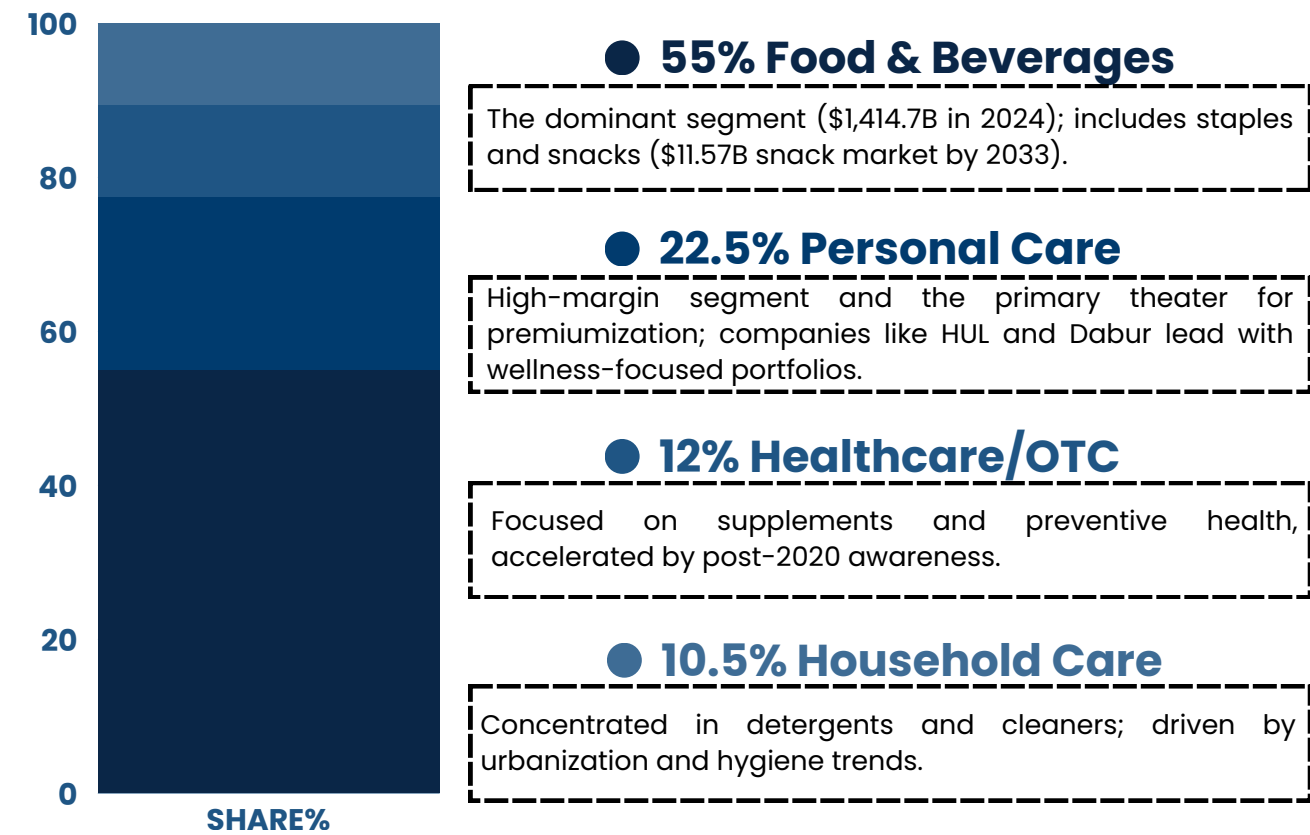 100
80
60
40
20
0
SHARE%
55% Food & Beverages
The dominant segment ($1,414.7B in 2024); includes staples
and snacks ($11.57B snack market by 2033).
22.5% Personal Care
High-margin segment and the primary theater for
premiumization; companies like HUL and Dabur lead with
wellness-focused portfolios.
12% Healthcare/OTC
Focused on supplements and preventive health,
accelerated by post-2020 awareness.
10.5% Household Care
Concentrated in detergents and cleaners; driven by
urbanization and hygiene trends.